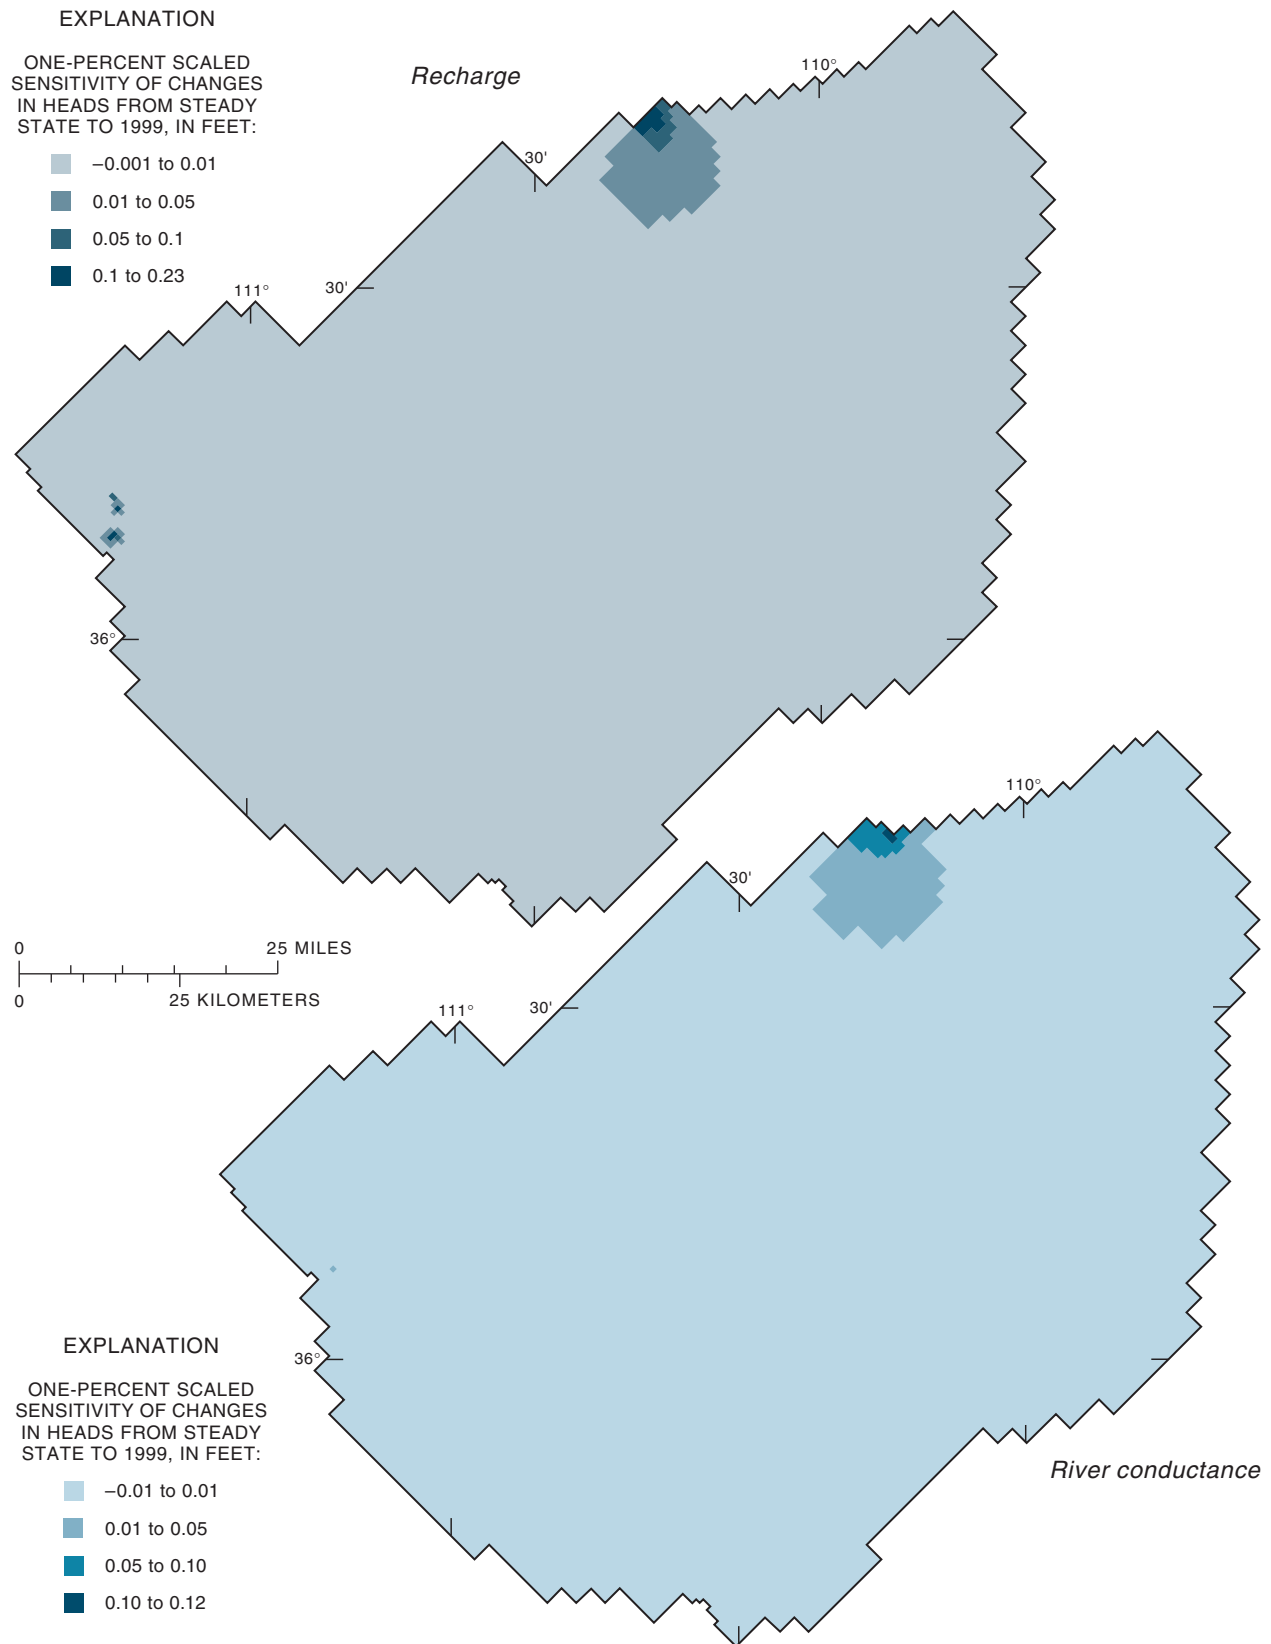 EXPLANATION
ONE-PERCENT SCALED
SENSITIVITY OF CHANGES
IN HEADS FROM STEADY
STATE TO 1999, IN FEET:
−0.001 to 0.01
0.01 to 0.05
0.05 to 0.1
0.1 to 0.23
Recharge
110°
30'
111°
30'
36°
0 25 MILES
0 25 KILOMETERS
110°
30'
111°
30'
36°
EXPLANATION
ONE-PERCENT SCALED
SENSITIVITY OF CHANGES
IN HEADS FROM STEADY
STATE TO 1999, IN FEET:
−0.01 to 0.01
0.01 to 0.05
0.05 to 0.10
0.10 to 0.12
River conductance